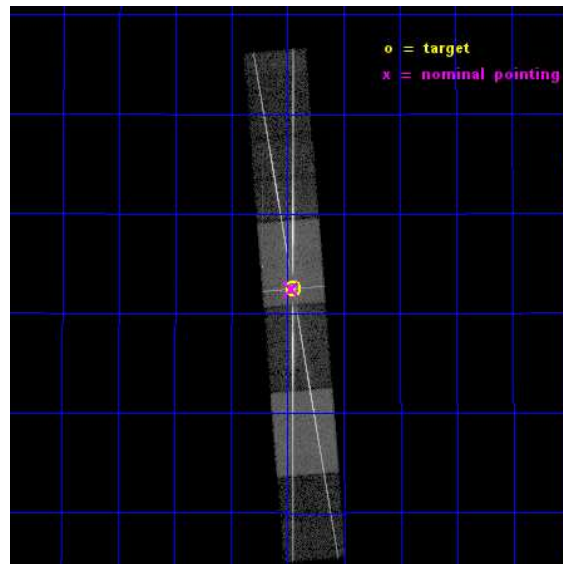 o = target
x = nominal pointing